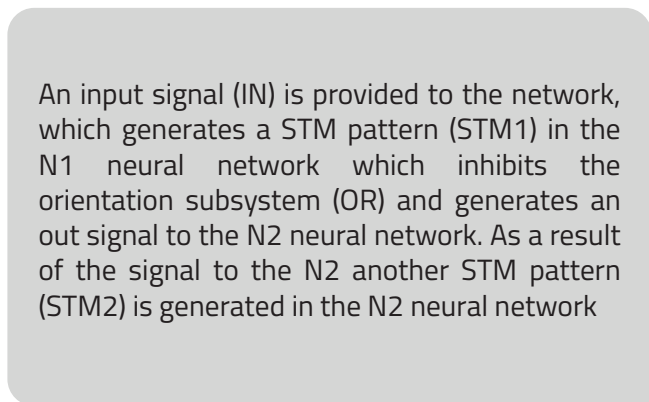 An input signal (IN) is provided to the network,
which generates a STM pattern (STM1) in the
N1 neural network which inhibits the
orientation subsystem (OR) and generates an
out signal to the N2 neural network. As a result
of the signal to the N2 another STM pattern
(STM2) is generated in the N2 neural network